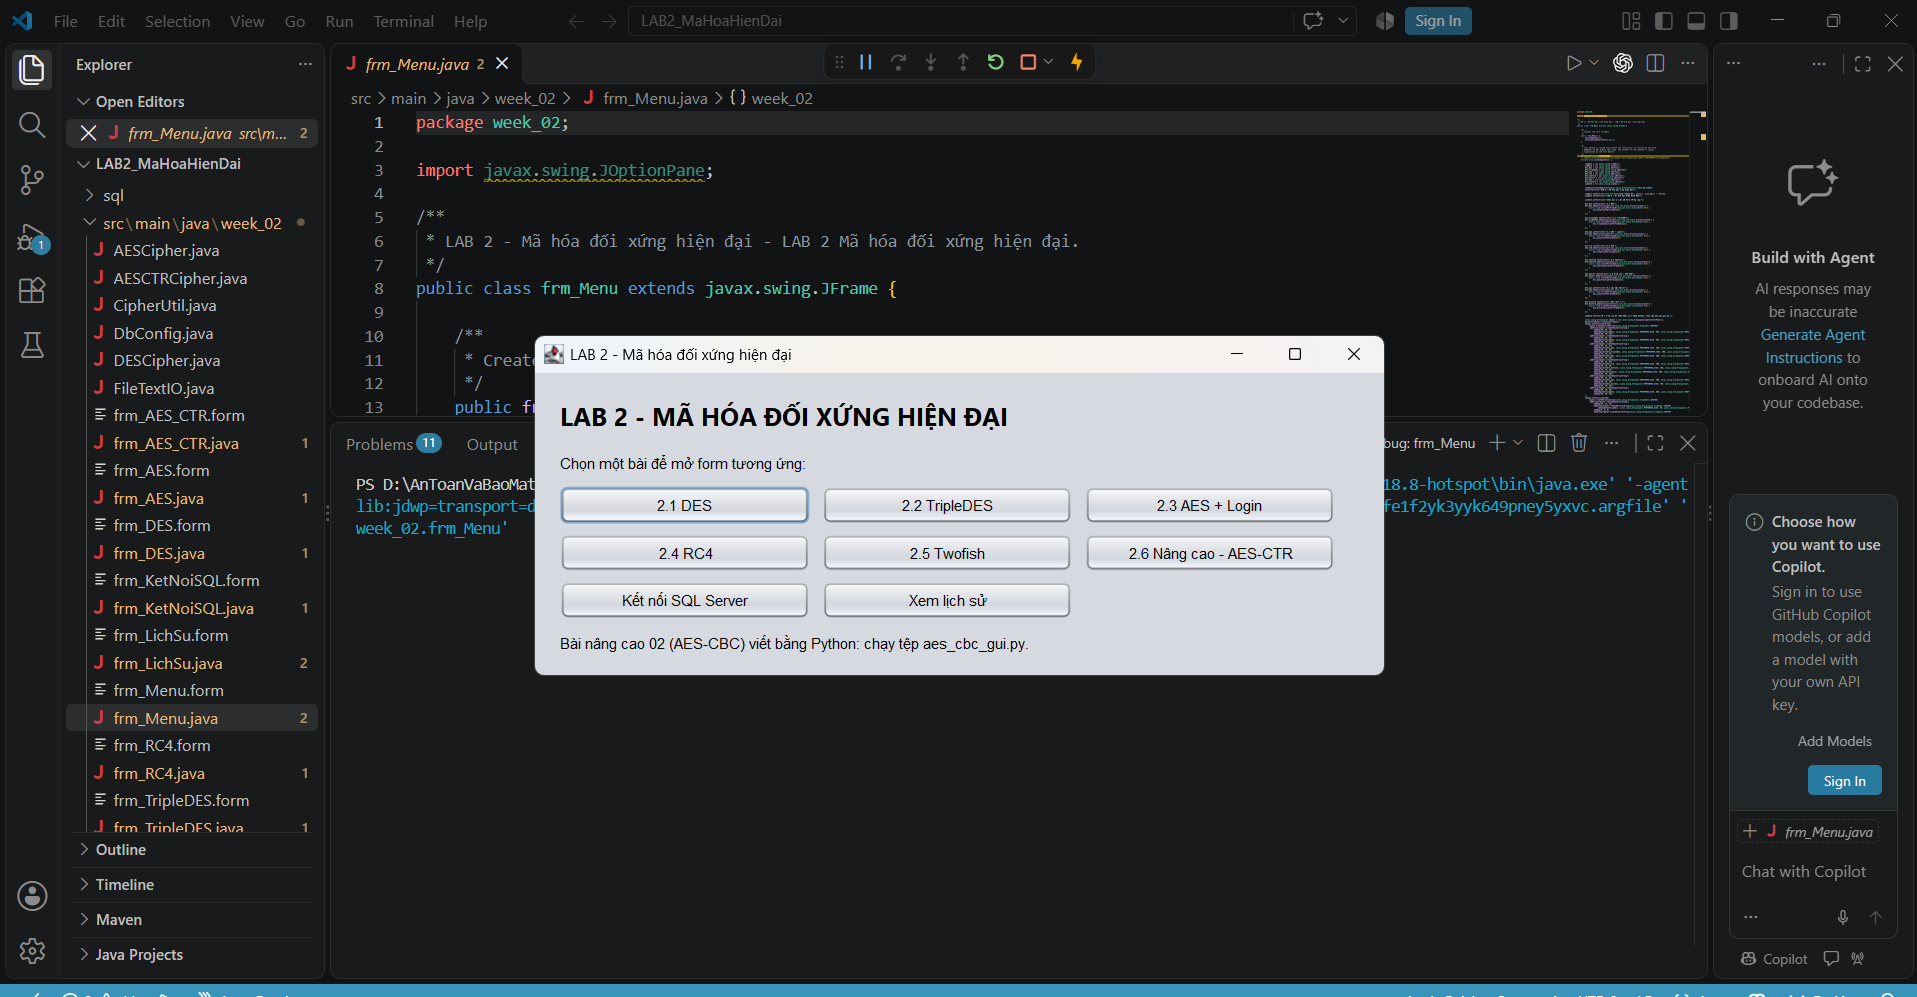 File Edit Selection View Go Run Terminal Help
LAB2_MaHoaHienDai
Sign In
Explorer
Open Editors
frm_Menu.java src\m... 2
LAB2_MaHoaHienDai
sql
src\main\java\week_02
AESCipher.java
AESCTRCipher.java
CipherUtil.java
DbConfig.java
DESCipher.java
FileTextIO.java
frm_AES_CTR.form
frm_AES_CTR.java 1
frm_AES.form
frm_AES.java 1
frm_DES.form
frm_DES.java 1
frm_KetNoiSQL.form
frm_KetNoiSQL.java 1
frm_LichSu.form
frm_LichSu.java 2
frm_Menu.form
frm_Menu.java 2
frm_RC4.form
frm_RC4.java 1
frm_TripleDES.form
frm_TripleDES.java 1
Outline
Timeline
Maven
Java Projects
1
frm_Menu.java 2
src > main > java > week_02 > frm_Menu.java > {} week_02
1 package week_02;
2
3 import javax.swing.JOptionPane;
4
5 /**
6 * LAB 2 - Mã hóa đối xứng hiện đại - LAB 2 Mã hóa đối xứng hiện đại.
7 */
8 public class frm_Menu extends javax.swing.JFrame {
9
10 /**
11 * Create
12 */
13 public
Problems 11 Output
bug: frm_Menu
PS D:\AnToanVaBaoMat 18.8-hotspot\bin\java.exe' '-agent
lib:jdwp=transport=d fe1f2yk3yyk649pney5yxvc.argfile' '
week_02.frm_Menu'
LAB 2 - Mã hóa đối xứng hiện đại
LAB 2 - MÃ HÓA ĐỐI XỨNG HIỆN ĐẠI
Chọn một bài để mở form tương ứng:
2.1 DES
2.2 TripleDES
2.3 AES + Login
2.4 RC4
2.5 Twofish
2.6 Nâng cao - AES-CTR
Kết nối SQL Server
Xem lịch sử
Bài nâng cao 02 (AES-CBC) viết bằng Python: chạy tệp aes_cbc_gui.py.
Build with Agent
AI responses may
be inaccurate
Generate Agent
Instructions to
onboard AI onto
your codebase.
Choose how
you want to use
Copilot.
Sign in to use
GitHub Copilot
models, or add
a model with
your own API
key.
Add Models
Sign In
frm_Menu.java
Chat with Copilot
Copilot